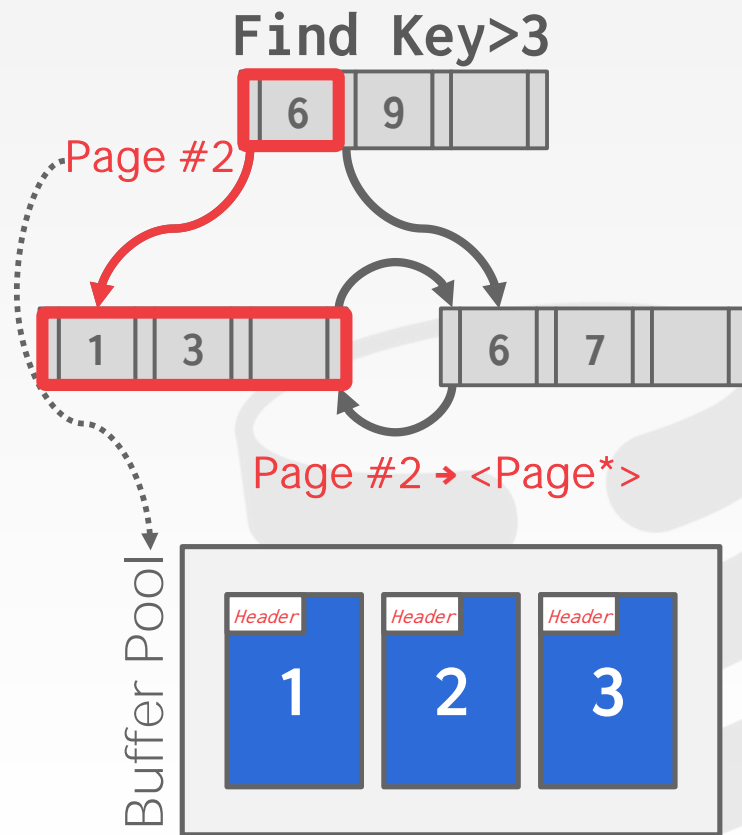 Find Key>3
6 9
Page #2
1 3
6 7
Page #2 → <Page*>
Buffer Pool
Header Header Header
1 2 3